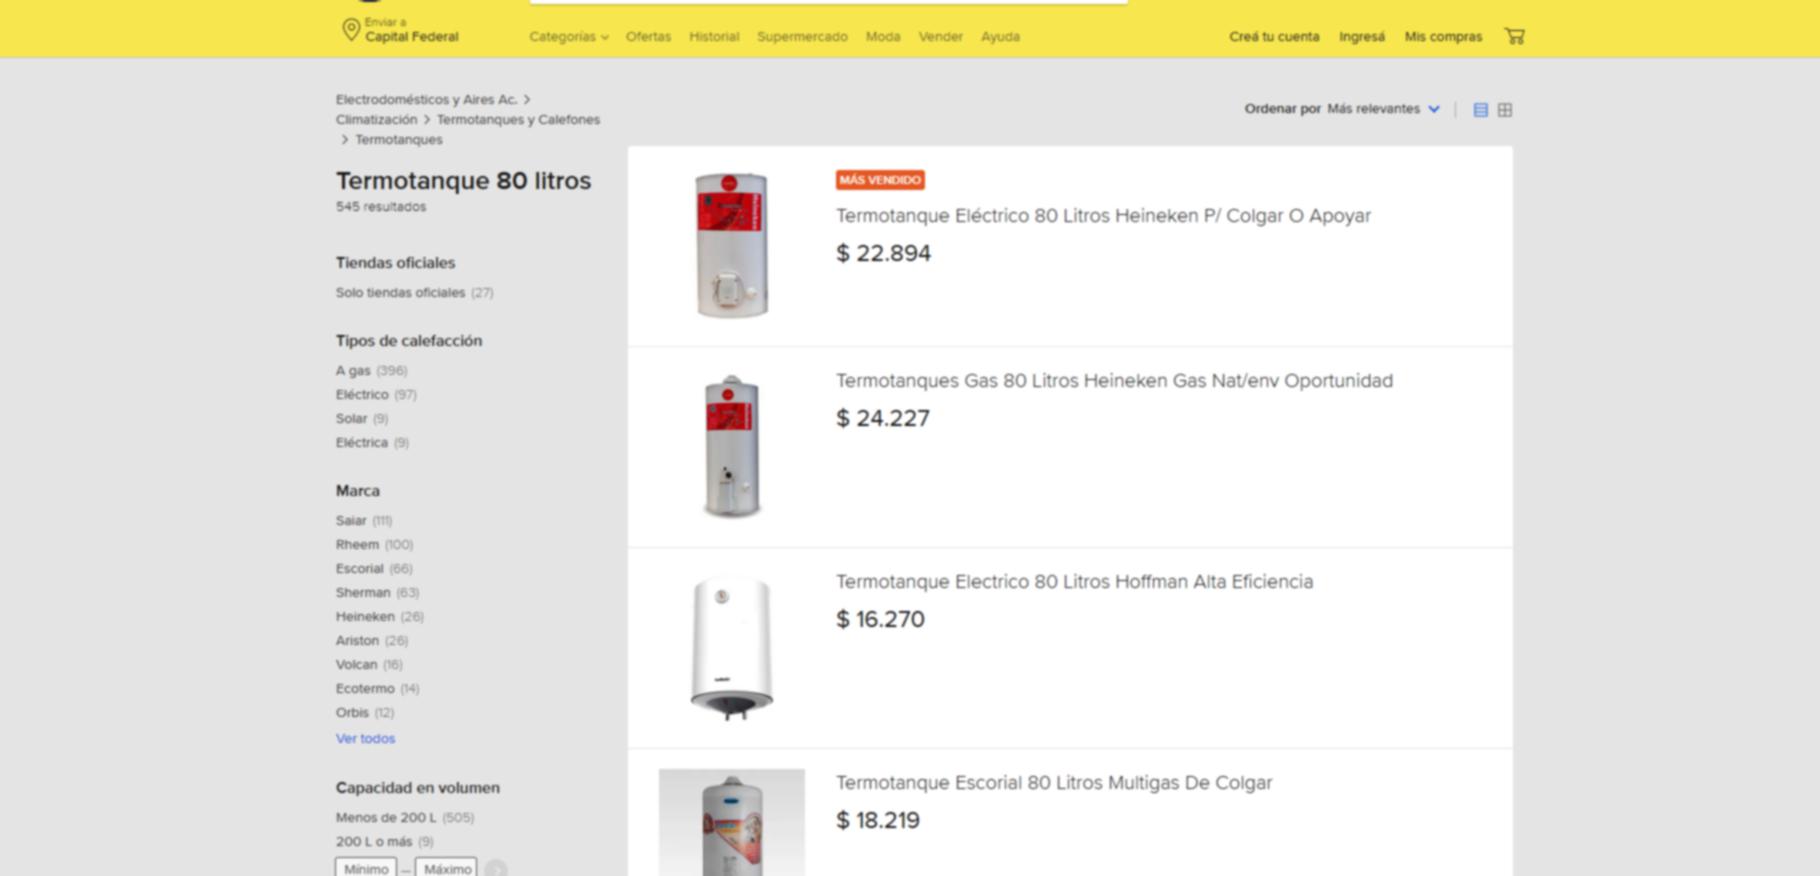 Enviar a
Capital Federal
Categorías
Ofertas
Historial
Supermercado
Moda
Vender
Ayuda
Creá tu cuenta
Ingresá
Mis compras
Electrodomésticos y Aires Ac. >
Climatización > Termotanques y Calefones
> Termotanques
Ordenar por Más relevantes
Termotanque 80 litros
545 resultados
Tiendas oficiales
Solo tiendas oficiales (27)
Tipos de calefacción
A gas (396)
Eléctrico (97)
Solar (9)
Eléctrica (9)
Marca
Saiar (111)
Rheem (100)
Escorial (66)
Sherman (63)
Heineken (26)
Ariston (26)
Volcan (16)
Ecotermo (14)
Orbis (12)
Ver todos
Capacidad en volumen
Menos de 200 L (505)
200 L o más (9)
Mínimo — Máximo
MÁS VENDIDO
Termotanque Eléctrico 80 Litros Heineken P/ Colgar O Apoyar
$ 22.894
Termotanques Gas 80 Litros Heineken Gas Nat/env Oportunidad
$ 24.227
Termotanque Electrico 80 Litros Hoffman Alta Eficiencia
$ 16.270
Termotanque Escorial 80 Litros Multigas De Colgar
$ 18.219